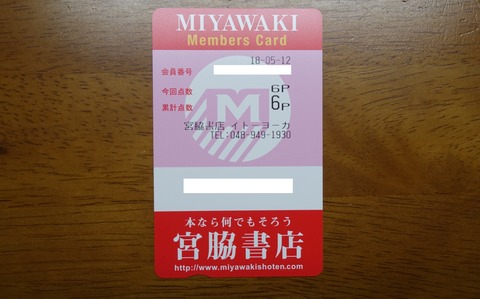 MIYAWAKI
Members Card
18-05-12
会員番号
今回点数 6P
累計点数 6P
宮脇書店 イトーヨーカ
TEL:048-949-1930
M
本なら何でもそろう
宮脇書店
http://www.miyawakishoten.com